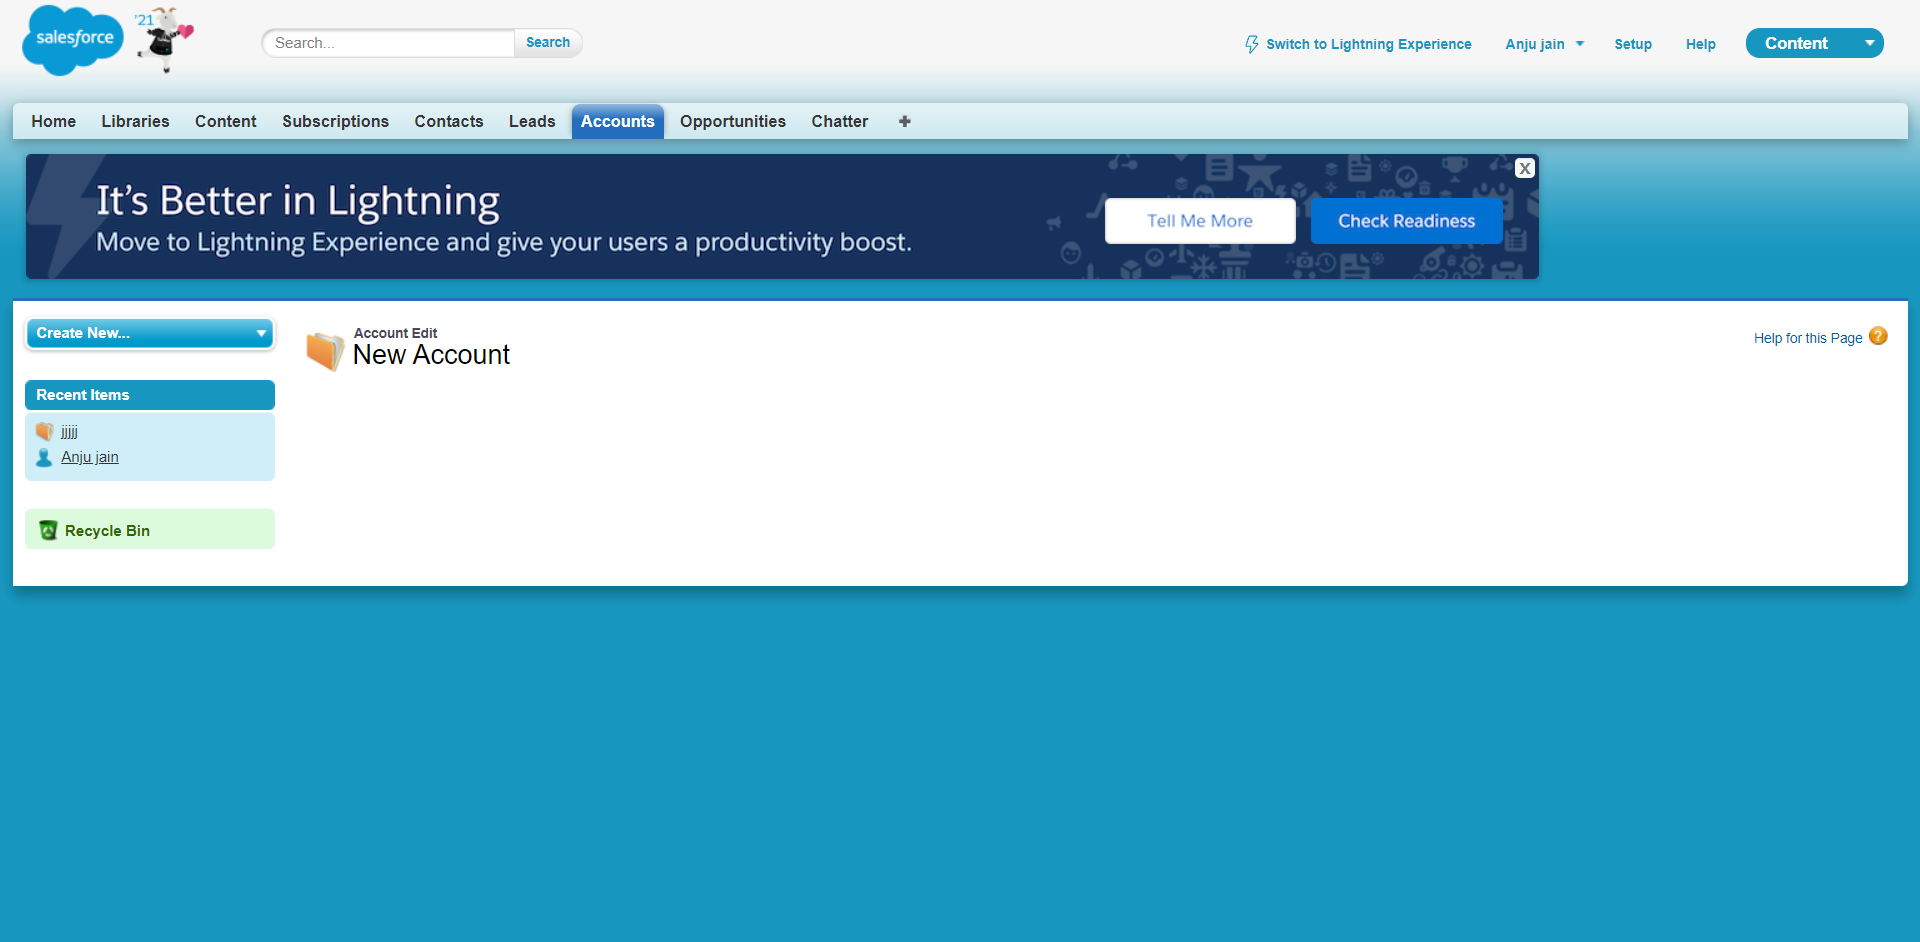 salesforce
'21
Search...
Search
Switch to Lightning Experience
Anju jain
Setup
Help
Content
Home
Libraries
Content
Subscriptions
Contacts
Leads
Accounts
Opportunities
Chatter
It's Better in Lightning
Move to Lightning Experience and give your users a productivity boost.
Tell Me More
Check Readiness
X
Create New...
Account Edit
New Account
Help for this Page
?
Recent Items
jjjjj
Anju jain
Recycle Bin